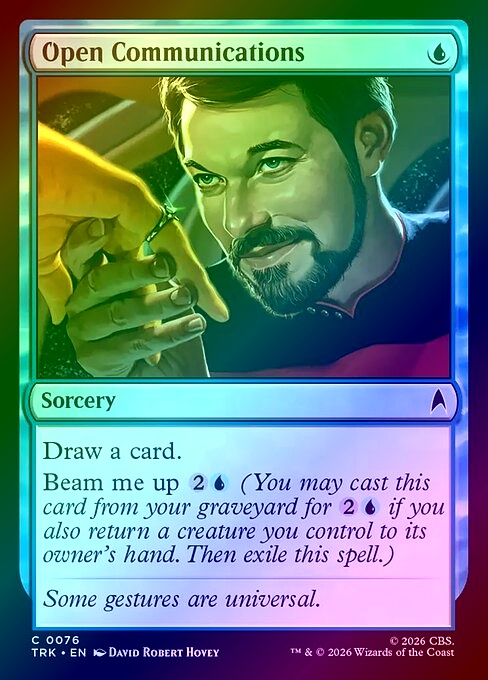 Open Communications
Sorcery
Draw a card.
Beam me up 2 (You may cast this
card from your graveyard for 2 if you
also return a creature you control to its
owner's hand. Then exile this spell.)
Some gestures are universal.
C 0076
TRK • EN David Robert Hovey
© 2026 CBS.
™ & © 2026 Wizards of the Coast